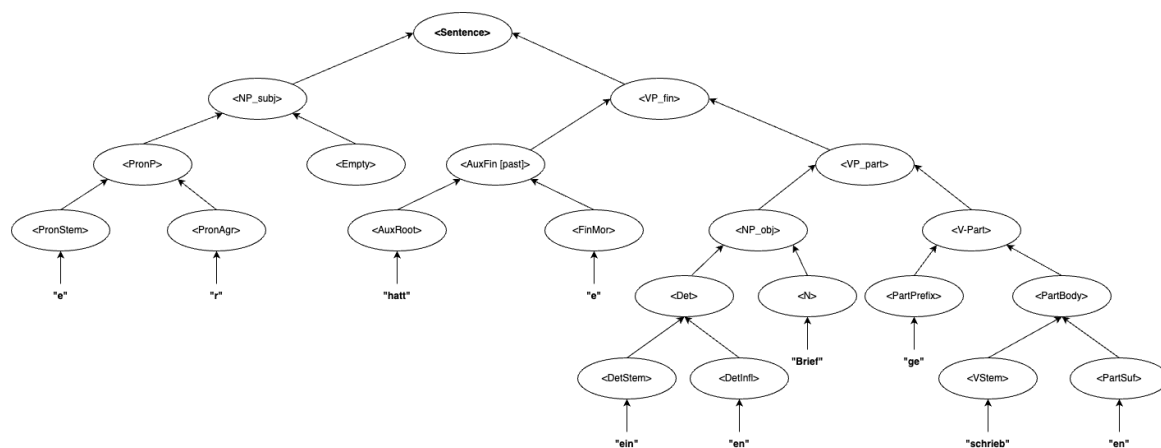 <Sentence>
<NP_subj> <VP_fin>
<PronP> <Empty> <AuxFin [past]> <VP_part>
<PronStem> <PronAgr> <AuxRoot> <FinMor> <NP_obj> <V-Part>
"e" "r" "hatt" "e" <Det> <N> <PartPrefix> <PartBody>
"Brief" "ge"
<DetStem> <DetInfl> <VStem> <PartSuf>
"ein" "en" "schrieb" "en"